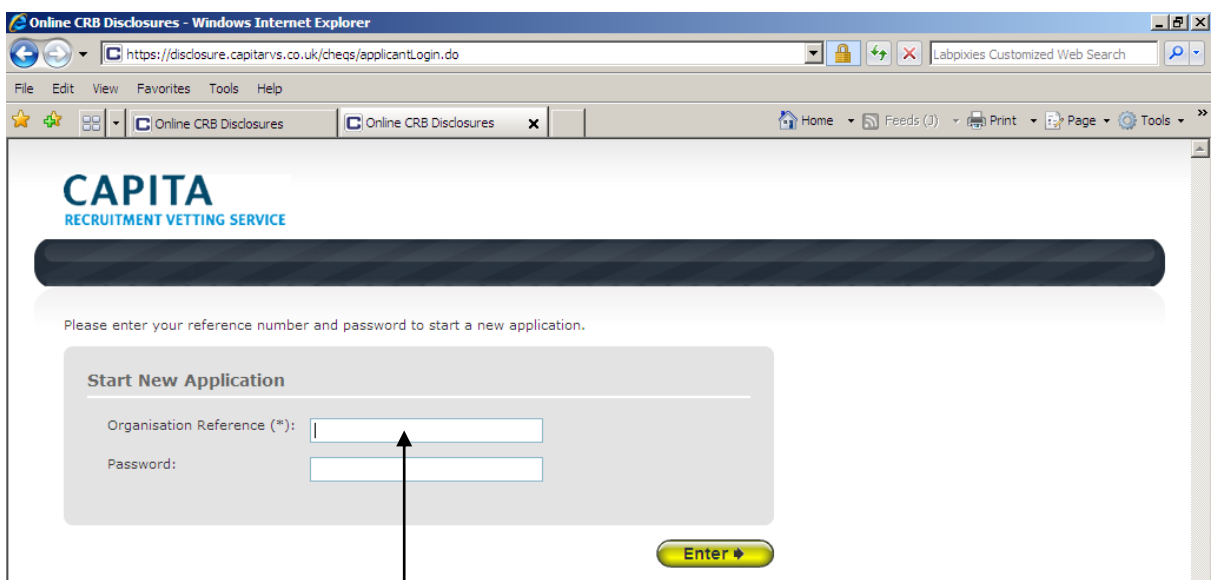 Online CRB Disclosures - Windows Internet Explorer
https://disclosure.capitarvs.co.uk/cheqs/applicantLogin.do
Labpixies Customized Web Search
File Edit View Favorites Tools Help
Online CRB Disclosures Online CRB Disclosures Home Feeds (J) Print Page Tools »
CAPITA
RECRUITMENT VETTING SERVICE
Please enter your reference number and password to start a new application.
Start New Application
Organisation Reference (*):
Password:
Enter